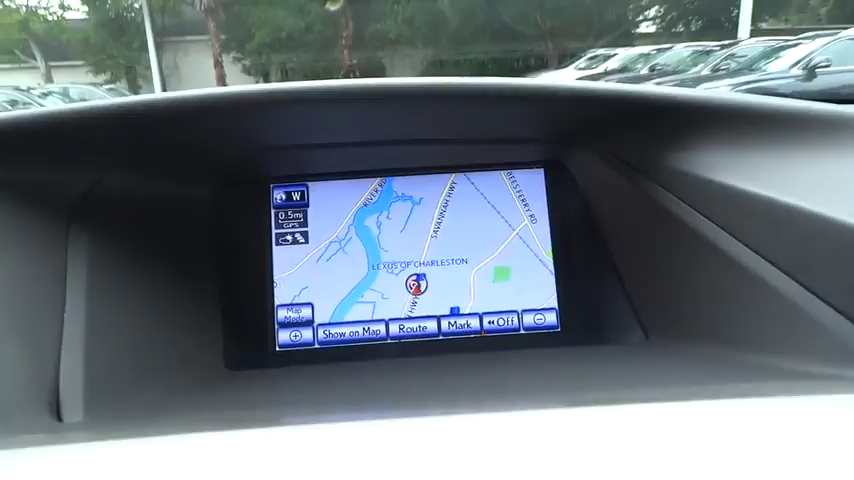 W
0.5mi
GPS
RIVER RD
SAVANNAH HWY
BEES FERRY RD
LEXUS OF CHARLESTON
HWY
Map
Mode
Show on Map
Route
Mark
Off